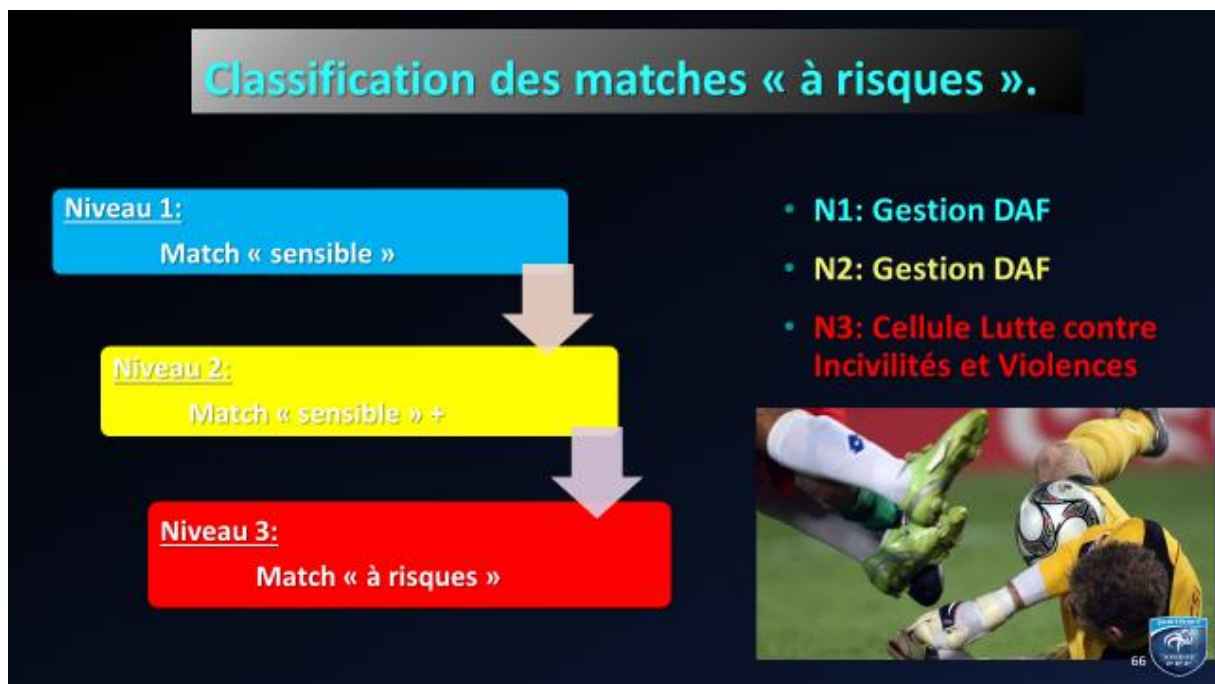 Classification des matches « à risques ».
Niveau 1:
Match « sensible »
Niveau 2:
Match « sensible » +
Niveau 3:
Match « à risques »
• N1: Gestion DAF
• N2: Gestion DAF
• N3: Cellule Lutte contre
Incivilités et Violences
66